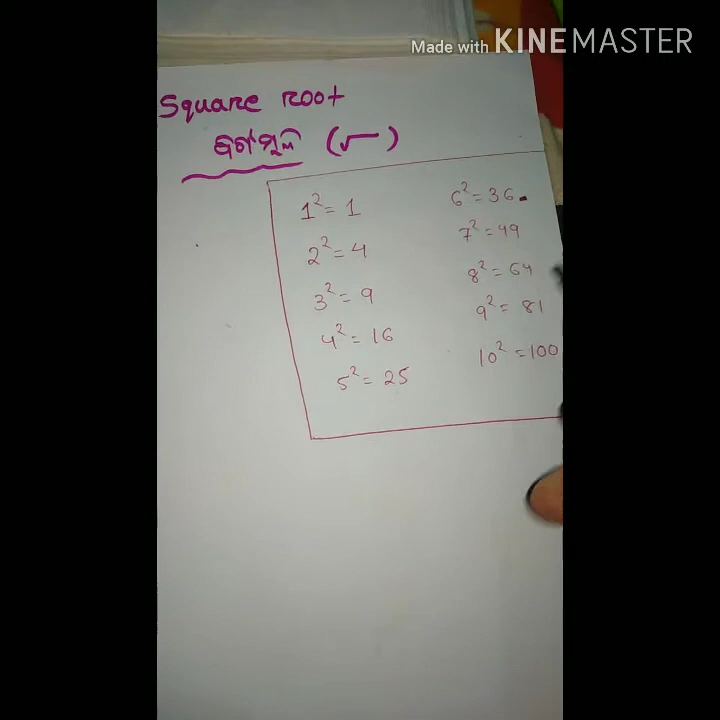 Made with KINEMASTER
Square Root
ବର୍ଗମୂଳ (√)
1² = 1
2² = 4
3² = 9
4² = 16
5² = 25
6² = 36
7² = 49
8² = 64
9² = 81
10² = 100